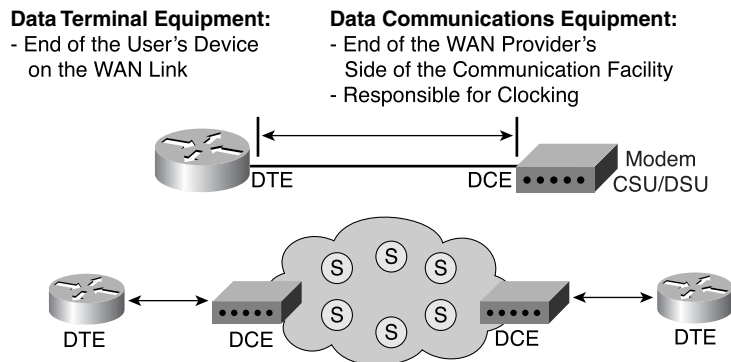 Data Terminal Equipment:
- End of the User's Device
on the WAN Link
Data Communications Equipment:
- End of the WAN Provider's
Side of the Communication Facility
- Responsible for Clocking
DTE
DCE
Modem
CSU/DSU
S
S
S
S
S
S
DTE
DCE
DCE
DTE